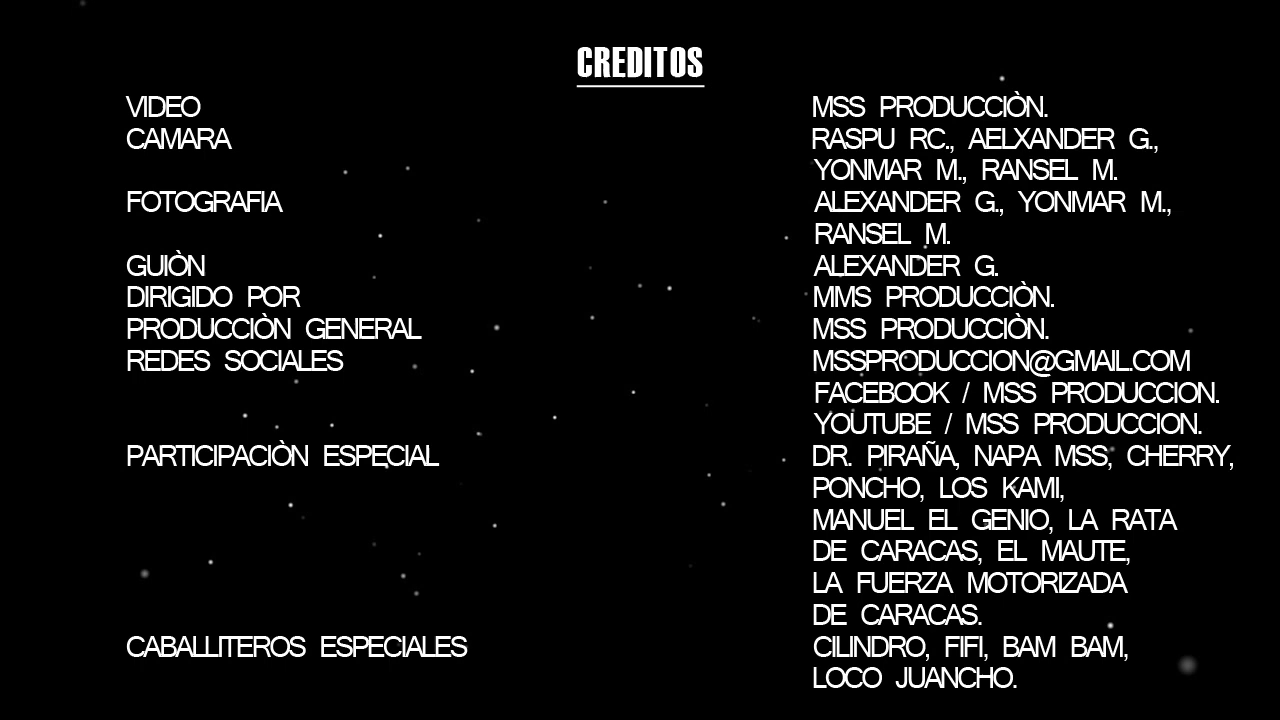 CREDITOS
VIDEO MSS PRODUCCIÒN.
CAMARA RASPU RC., AELXANDER G.,
YONMAR M., RANSEL M.
FOTOGRAFIA ALEXANDER G., YONMAR M.,
RANSEL M.
GUIÒN ALEXANDER G.
DIRIGIDO POR MMS PRODUCCIÒN.
PRODUCCIÒN GENERAL MSS PRODUCCIÒN.
REDES SOCIALES MSSPRODUCCION@GMAIL.COM
FACEBOOK / MSS PRODUCCION.
YOUTUBE / MSS PRODUCCION.
PARTICIPACIÒN ESPECIAL DR. PIRAÑA, NAPA MSS, CHERRY,
PONCHO, LOS KAMI,
MANUEL EL GENIO, LA RATA
DE CARACAS, EL MAUTE,
LA FUERZA MOTORIZADA
DE CARACAS.
CABALLITEROS ESPECIALES CILINDRO, FIFI, BAM BAM,
LOCO JUANCHO.